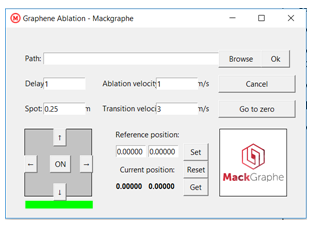 Graphene Ablation - Mackgraphe
Path: Browse Ok
Delay 1 Ablation velocity 1 m/s Cancel
Spot: 0.25 m Transition veloci 3 m/s Go to zero
Reference position:
↑ 0.00000 0.00000 Set
← ON → Current position: Reset
↓ 0.00000 0.00000 Get
MackGraphe